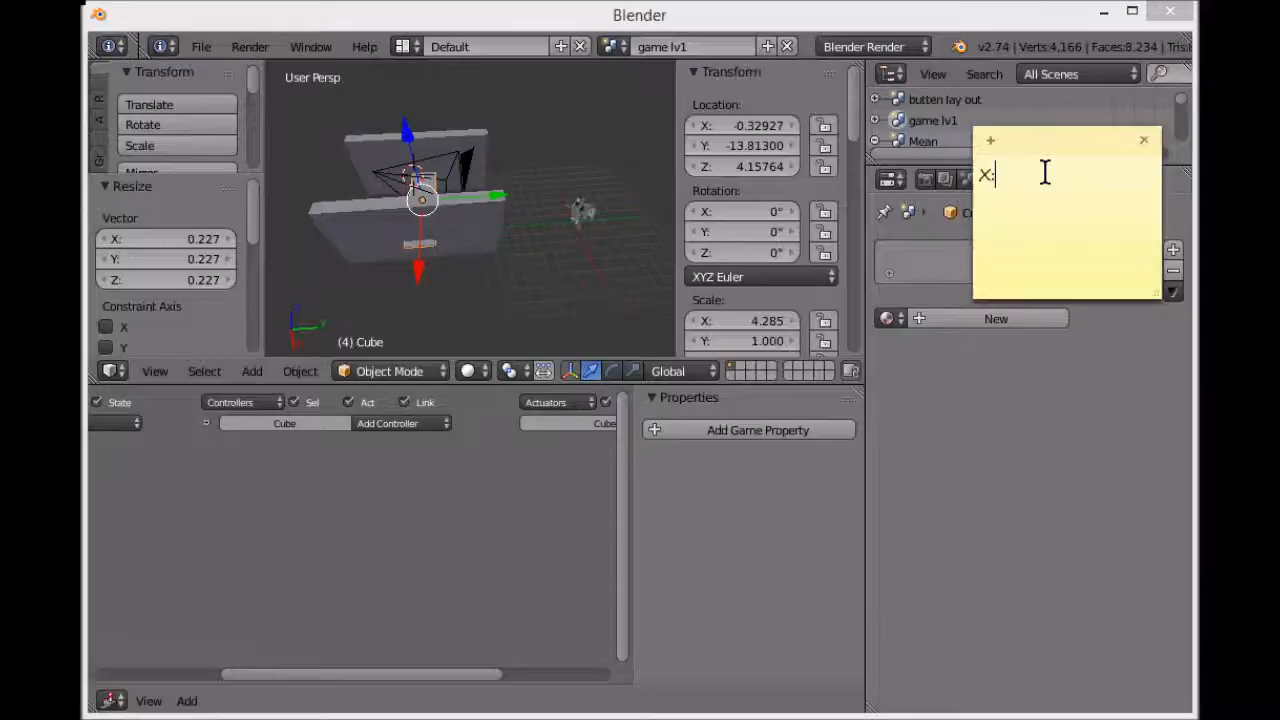 Blender
File Render Window Help Default game lv1 Blender Render v2.74 | Verts:4,166 | Faces:8,234 | Tris:
Transform
Translate
Rotate
Scale
Resize
Vector
X: 0.227
Y: 0.227
Z: 0.227
Constraint Axis
X
Y
User Persp
(4) Cube
Transform
Location:
X: -0.32927
Y: -13.81300
Z: 4.15764
Rotation:
X: 0°
Y: 0°
Z: 0°
XYZ Euler
Scale:
X: 4.285
Y: 1.000
View Search All Scenes
butten lay out
game lv1
Mean
X:
New
View Select Add Object Object Mode Global
State Controllers Sel Act Link Actuators
Cube Add Controller Cube
Properties
Add Game Property
View Add